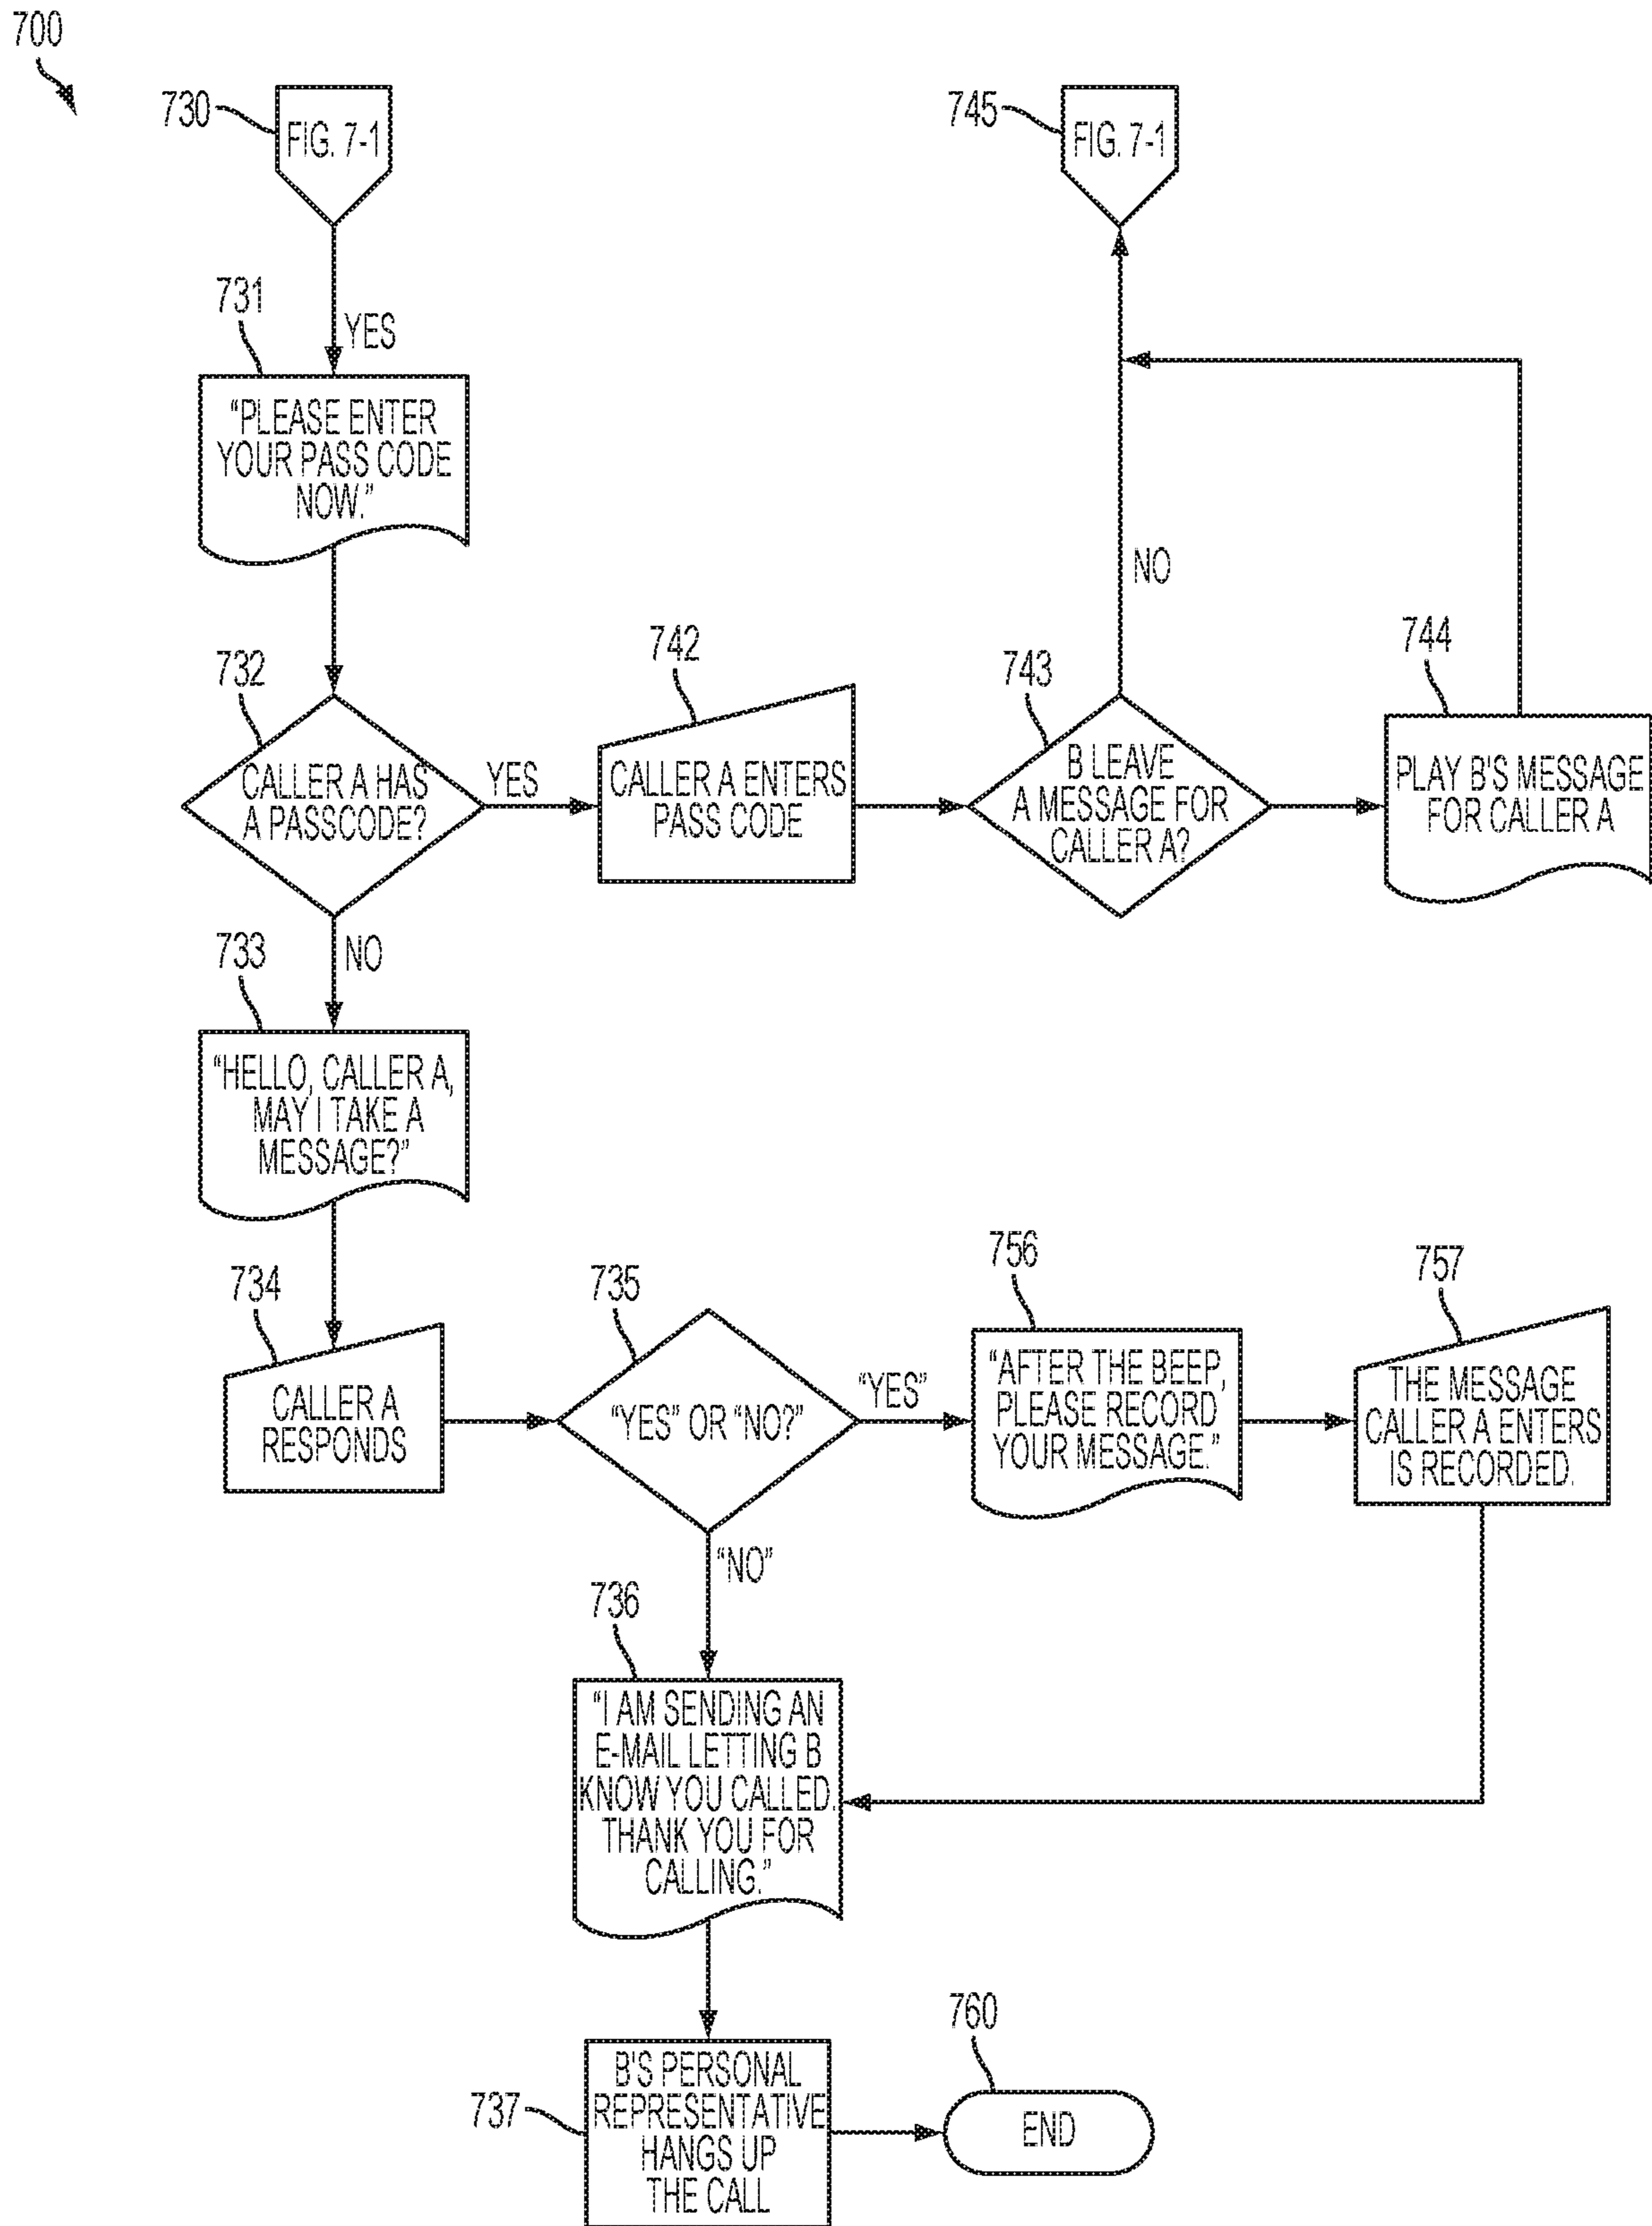 700
730
FIG. 7-1
745
FIG. 7-1
731
YES
“PLEASE ENTER
YOUR PASS CODE
NOW.”
NO
732
CALLER A HAS
A PASSCODE?
YES
742
CALLER A ENTERS
PASS CODE
743
B LEAVE
A MESSAGE FOR
CALLER A?
744
PLAY B'S MESSAGE
FOR CALLER A
NO
733
“HELLO, CALLER A,
MAY I TAKE A
MESSAGE?”
734
CALLER A
RESPONDS
735
“YES” OR “NO?”
“YES”
756
“AFTER THE BEEP,
PLEASE RECORD
YOUR MESSAGE.”
757
THE MESSAGE
CALLER A ENTERS
IS RECORDED.
“NO”
736
“I AM SENDING AN
E-MAIL LETTING B
KNOW YOU CALLED.
THANK YOU FOR
CALLING.”
737
B'S PERSONAL
REPRESENTATIVE
HANGS UP
THE CALL
760
END